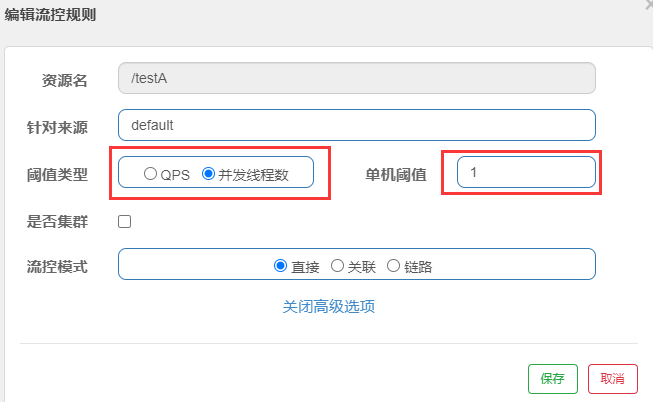 编辑流控规则
资源名 /testA
针对来源 default
阈值类型 QPS 并发线程数 单机阈值 1
是否集群
流控模式 直接 关联 链路
关闭高级选项
保存 取消